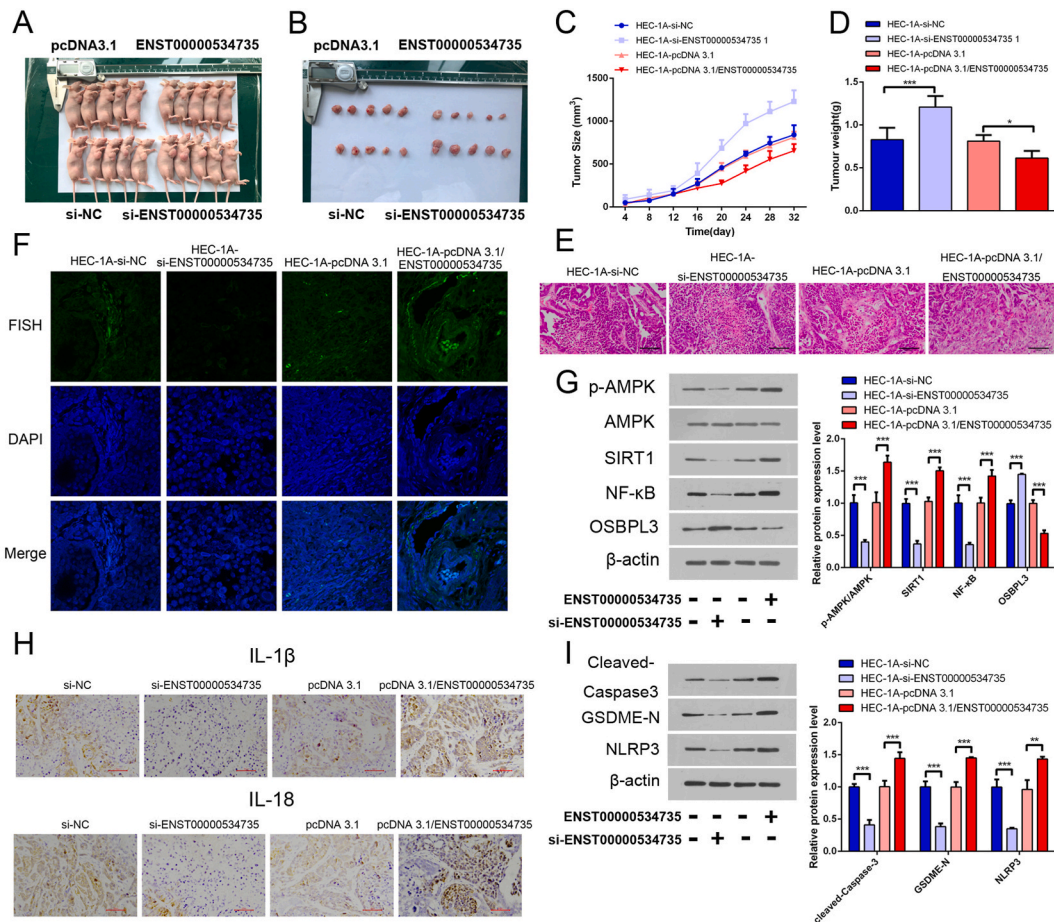 A
pcDNA3.1 ENST00000534735
si-NC si-ENST00000534735
B
pcDNA3.1 ENST00000534735
si-NC si-ENST00000534735
C
HEC-1A-si-NC
HEC-1A-si-ENST00000534735 1
HEC-1A-pcDNA 3.1
HEC-1A-pcDNA 3.1/ENST00000534735
Tumor Size (mm³)
1500
1000
500
0
4 8 12 16 20 24 28 32
Time(day)
D
HEC-1A-si-NC
HEC-1A-si-ENST00000534735 1
HEC-1A-pcDNA 3.1
HEC-1A-pcDNA 3.1/ENST00000534735
Tumour weight(g)
1.5
1.0
0.5
0.0
***
*
E
HEC-1A-si-NC
HEC-1A-
si-ENST00000534735
HEC-1A-pcDNA 3.1
HEC-1A-pcDNA 3.1/
ENST00000534735
F
HEC-1A-si-NC
HEC-1A-
si-ENST00000534735
HEC-1A-pcDNA 3.1
HEC-1A-pcDNA 3.1/
ENST00000534735
FISH
DAPI
Merge
G
p-AMPK
AMPK
SIRT1
NF-κB
OSBPL3
β-actin
ENST00000534735 - - - +
si-ENST00000534735 - + - -
HEC-1A-si-NC
HEC-1A-si-ENST00000534735
HEC-1A-pcDNA 3.1
HEC-1A-pcDNA 3.1/ENST00000534735
Relative protein expression level
2.0
1.5
1.0
0.5
0.0
*** *** *** *** *** *** *** ***
p-AMPK/AMPK SIRT1 NF-κB OSBPL3
H
IL-1β
si-NC si-ENST00000534735 pcDNA 3.1 pcDNA 3.1/ENST00000534735
IL-18
si-NC si-ENST00000534735 pcDNA 3.1 pcDNA 3.1/ENST00000534735
I
Cleaved-
Caspase3
GSDME-N
NLRP3
β-actin
ENST00000534735 - - - +
si-ENST00000534735 - + - -
HEC-1A-si-NC
HEC-1A-si-ENST00000534735
HEC-1A-pcDNA 3.1
HEC-1A-pcDNA 3.1/ENST00000534735
Relative protein expression level
2.0
1.5
1.0
0.5
0.0
*** *** *** *** *** **
cleaved-Caspase-3 GSDME-N NLRP3